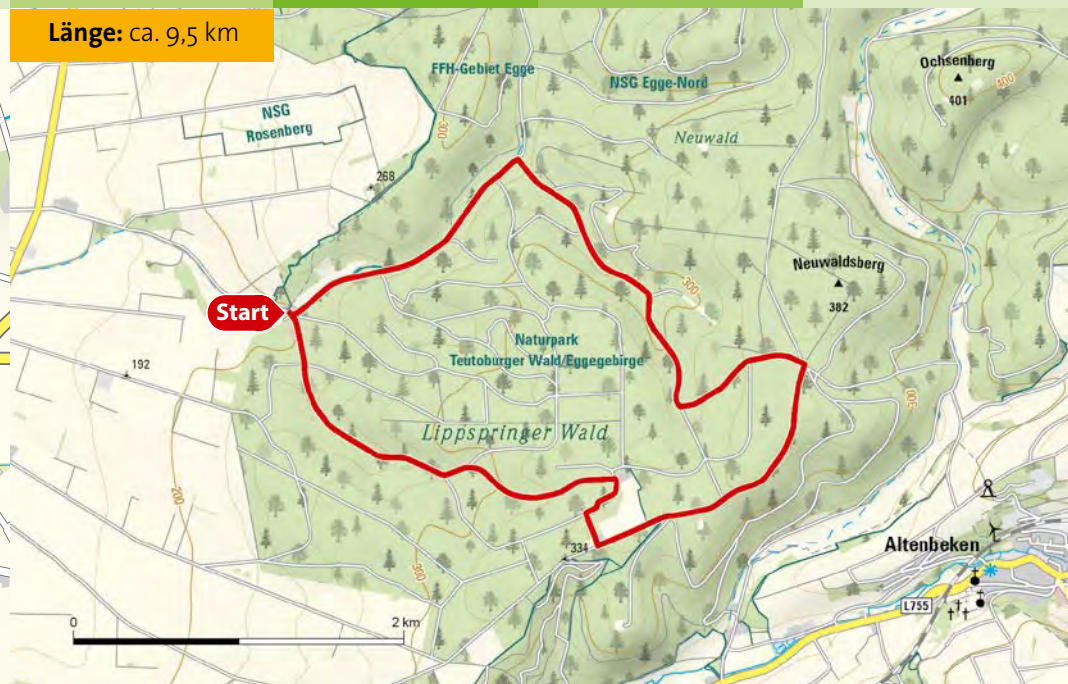 Länge: ca. 9,5 km
FFH-Gebiet Egge
NSG Egge-Nord
Ochsenberg
401
400
NSG
Rosenberg
300
Neuwald
268
Neuwaldsberg
382
300
Start
Naturpark
Teutoburger Wald/Eggegebirge
192
300
Lippspringer Wald
200
300
334
Altenbeken
L755
0
2 km